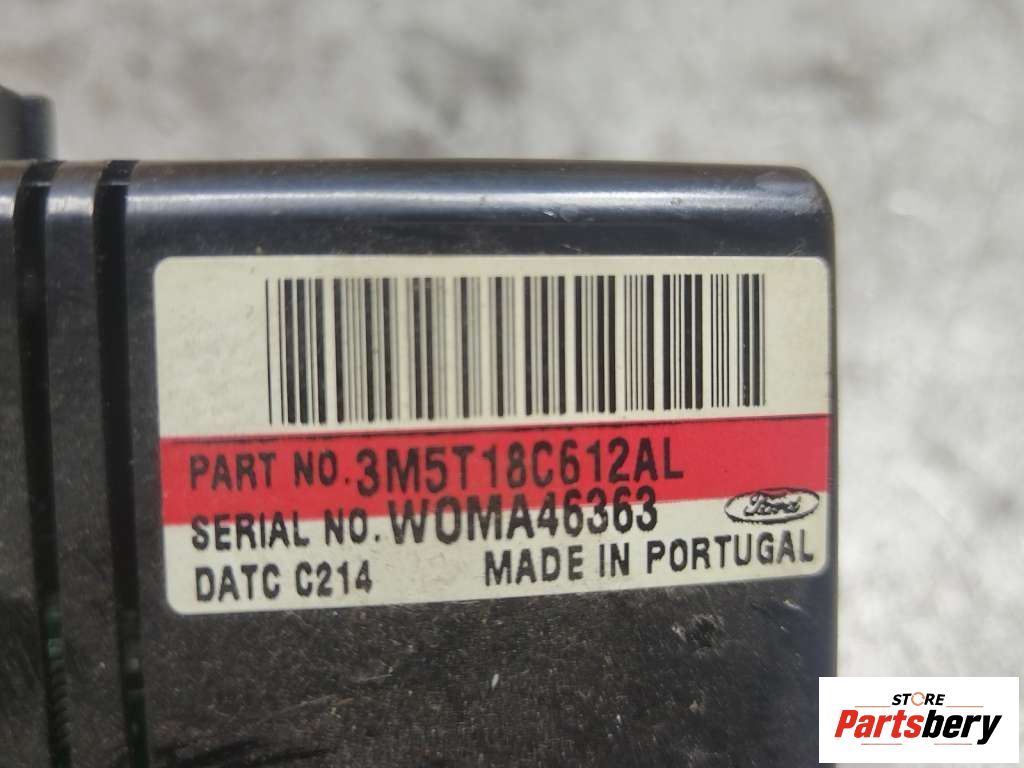 PART NO. 3M5T18C612AL
SERIAL NO. WOMA46363
Ford
DATC C214 MADE IN PORTUGAL
STORE
Partsbery